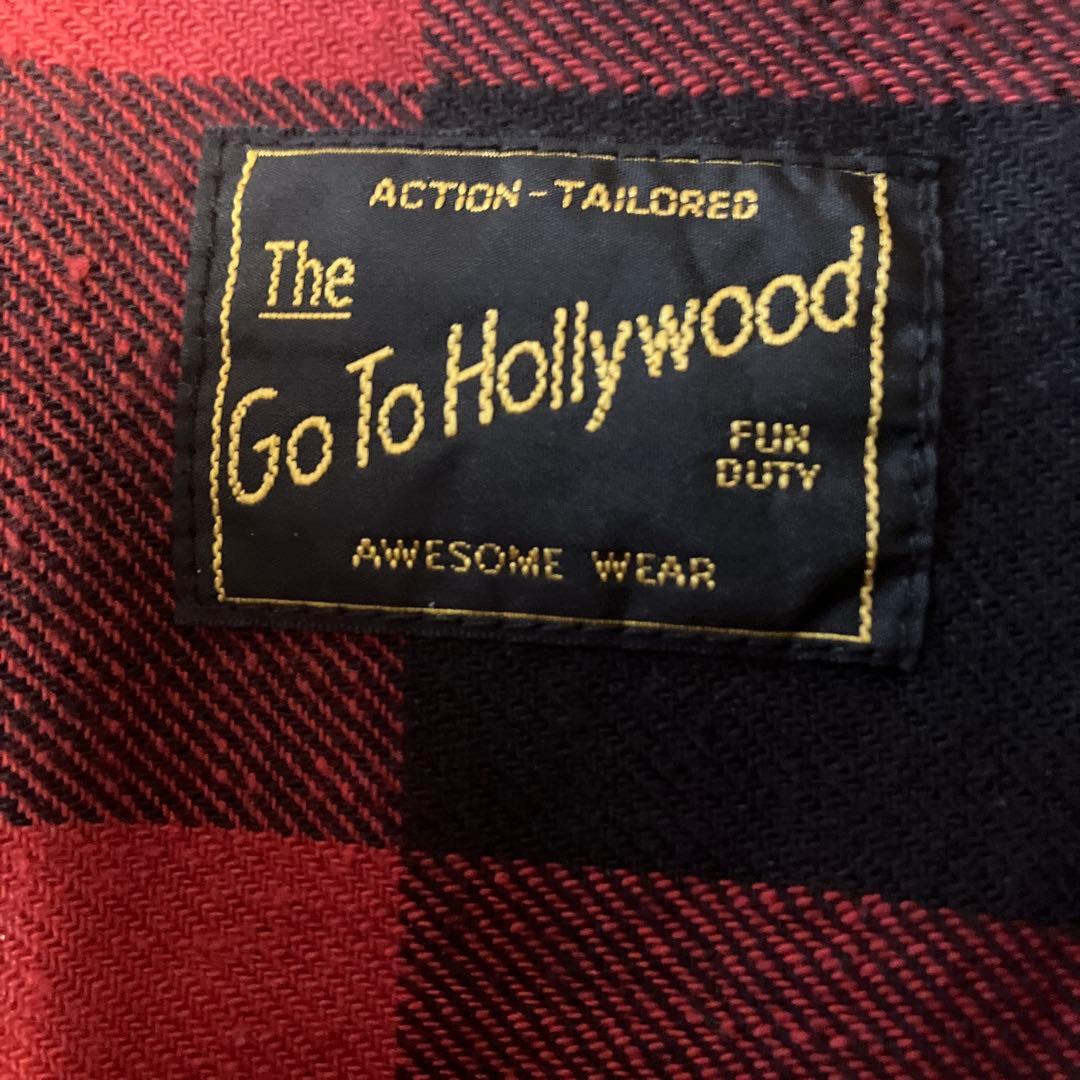 ACTION-TAILORED
The
Go To Hollywood
FUN
DUTY
AWESOME WEAR